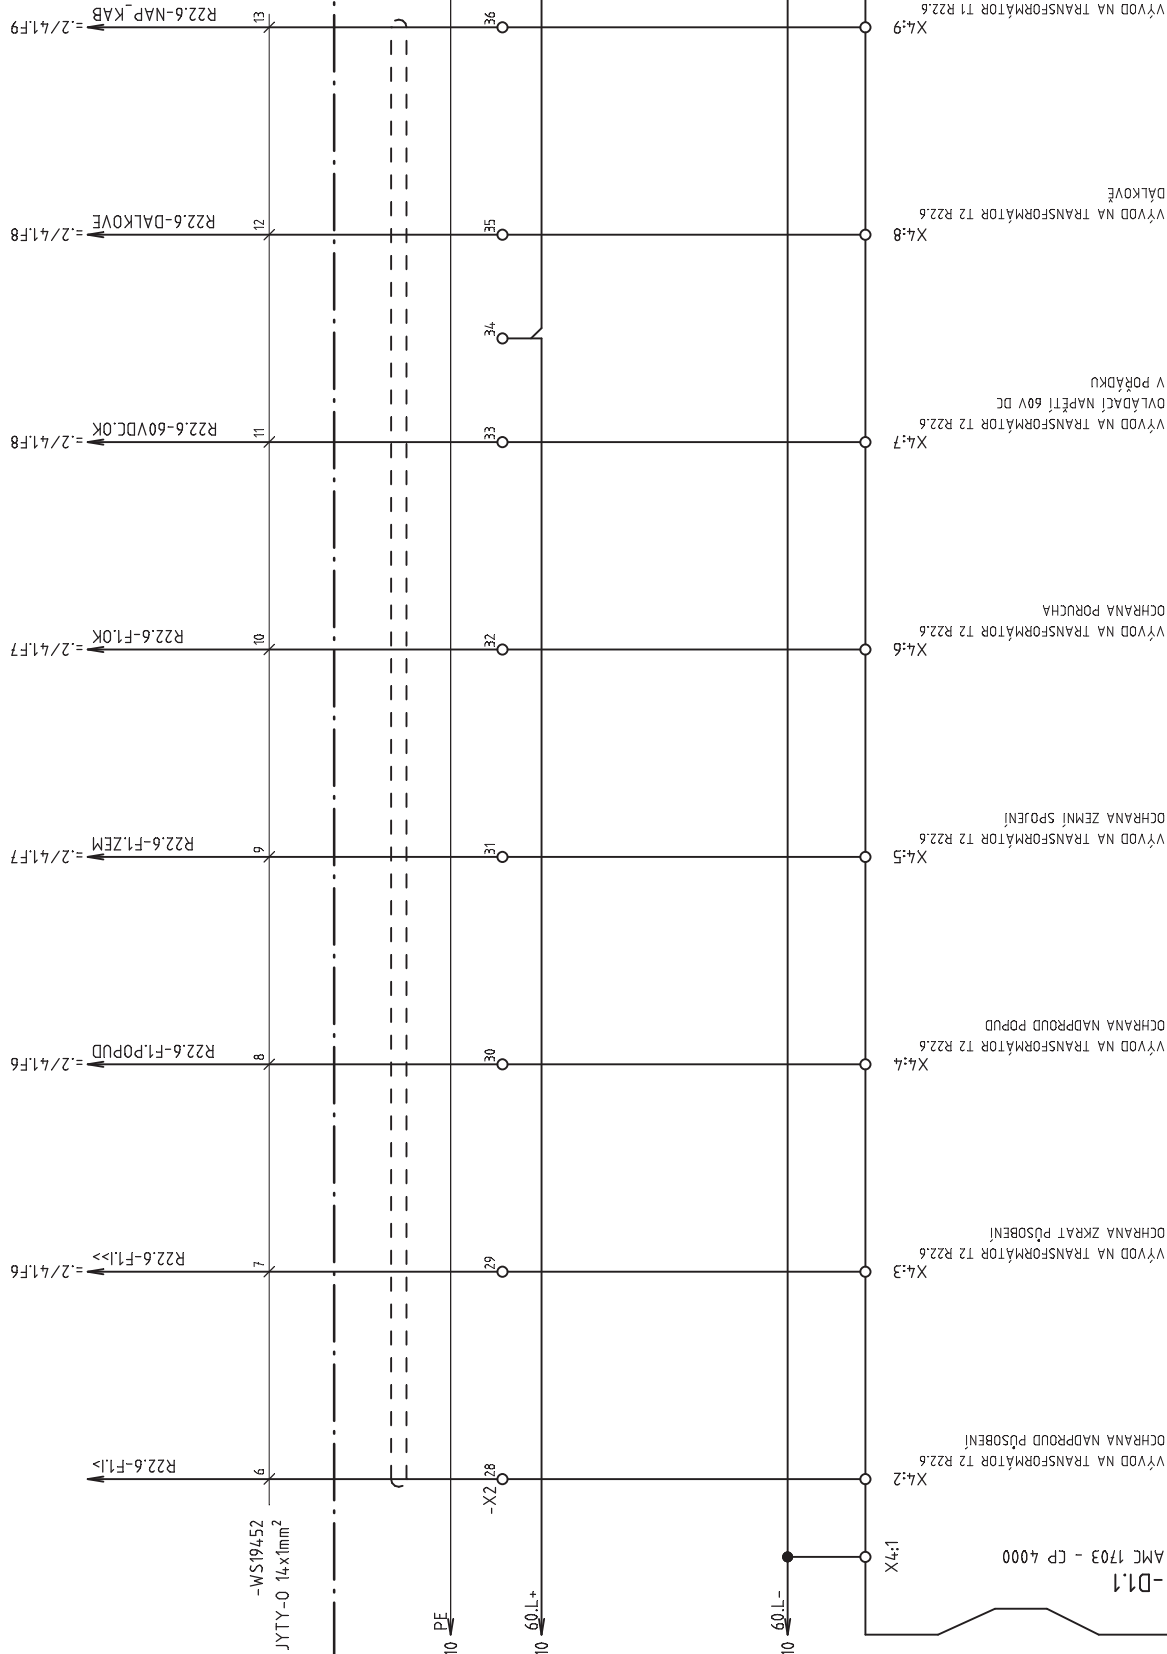 -D1.1
AMC 1703 - CP 4000
X4:1
X4:2
VÝVOD NA TRANSFORMÁTOR T2 R22.6
OCHRANA NADPROUD PŮSOBENÍ
X4:3
VÝVOD NA TRANSFORMÁTOR T2 R22.6
OCHRANA ZKRAT PŮSOBENÍ
X4:4
VÝVOD NA TRANSFORMÁTOR T2 R22.6
OCHRANA NADPROUD POPUD
X4:5
VÝVOD NA TRANSFORMÁTOR T2 R22.6
OCHRANA ZEMNÍ SPOJENÍ
X4:6
VÝVOD NA TRANSFORMÁTOR T2 R22.6
OCHRANA PORUCHA
X4:7
VÝVOD NA TRANSFORMÁTOR T2 R22.6
OVLÁDACÍ NAPĚTÍ 60V DC
V POŘÁDKU
X4:8
VÝVOD NA TRANSFORMÁTOR T2 R22.6
DÁLKOVĚ
X4:9
VÝVOD NA TRANSFORMÁTOR T1 R22.6
60.L-
10
60.L+
10
PE
10
-X2
28
29
30
31
32
33
34
35
36
-WS19452
JYTY-O 14x1mm²
6
7
8
9
10
11
12
13
R22.6-F1.I>
R22.6-F1.I>>
=.2/41.F6
R22.6-F1.POPUD
=.2/41.F6
R22.6-F1.ZEM
=.2/41.F7
R22.6-F1.OK
=.2/41.F7
R22.6-60VDC.OK
=.2/41.F8
R22.6-DALKOVE
=.2/41.F8
R22.6-NAP_KAB
=.2/41.F9